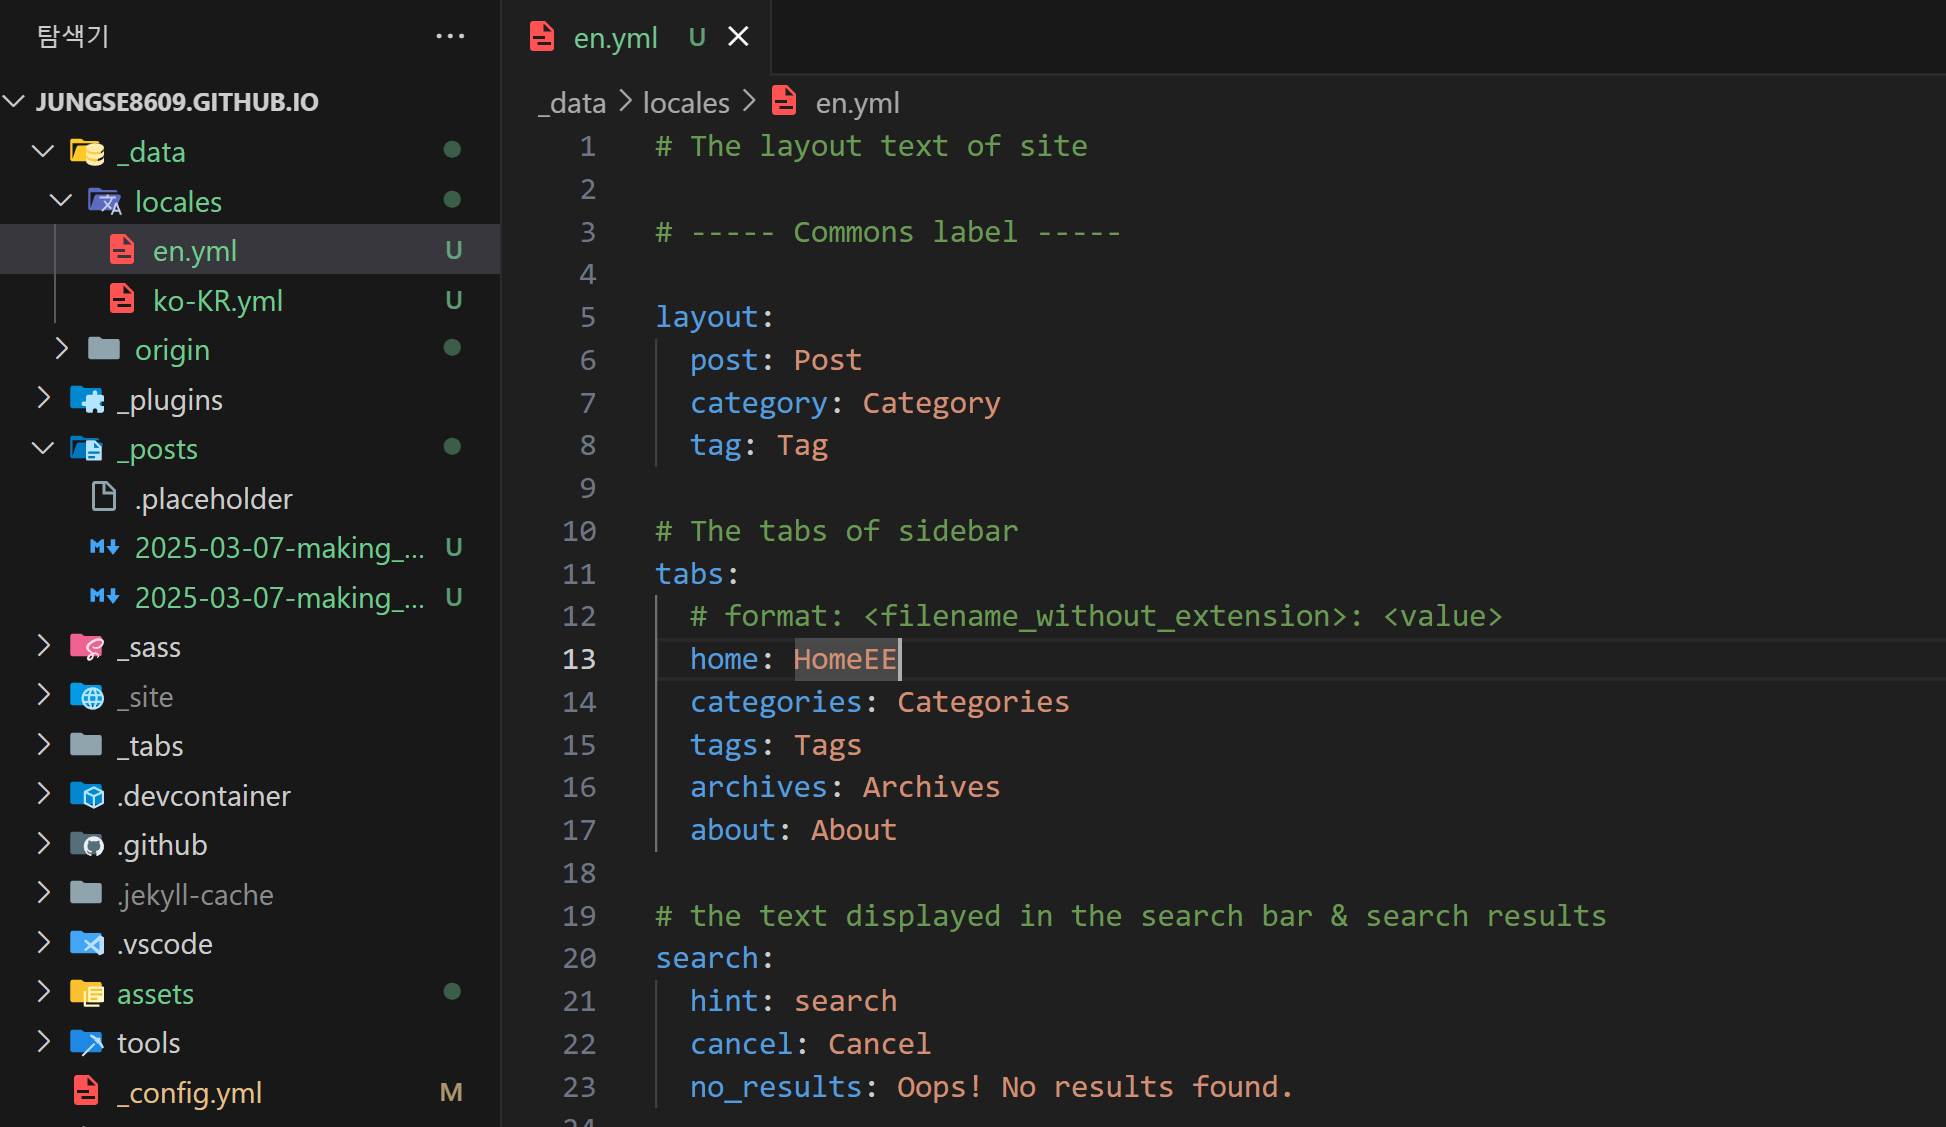 탐색기 ···
JUNGSE8609.GITHUB.IO
_data
locales
en.yml U
ko-KR.yml U
origin
_plugins
_posts
.placeholder
2025-03-07-making_... U
2025-03-07-making_... U
_sass
_site
_tabs
.devcontainer
.github
.jekyll-cache
.vscode
assets
tools
_config.yml M
en.yml U
_data > locales > en.yml
1 # The layout text of site
2
3 # ----- Commons label -----
4
5 layout:
6 post: Post
7 category: Category
8 tag: Tag
9
10 # The tabs of sidebar
11 tabs:
12 # format: <filename_without_extension>: <value>
13 home: HomeEE
14 categories: Categories
15 tags: Tags
16 archives: Archives
17 about: About
18
19 # the text displayed in the search bar & search results
20 search:
21 hint: search
22 cancel: Cancel
23 no_results: Oops! No results found.
24